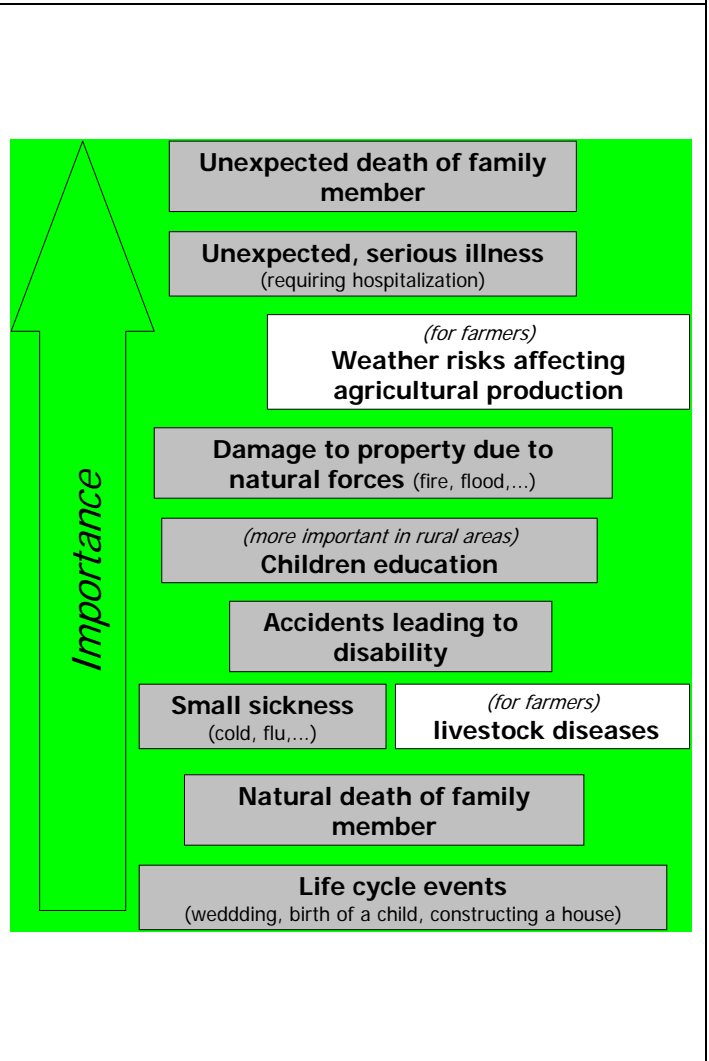 Unexpected death of family
member
Unexpected, serious illness
(requiring hospitalization)
(for farmers)
Weather risks affecting
agricultural production
Damage to property due to
natural forces (fire, flood,...)
(more important in rural areas)
Children education
Accidents leading to
disability
Small sickness
(cold, flu,...)
(for farmers)
livestock diseases
Natural death of family
member
Life cycle events
(weddding, birth of a child, constructing a house)
Importance